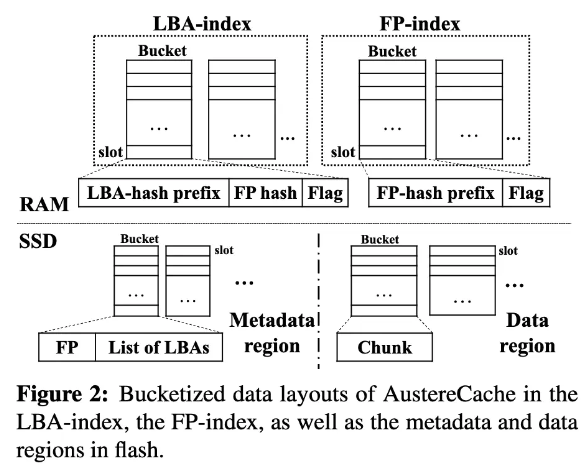 LBA-index
FP-index
Bucket
Bucket
...
...
...
...
...
...
slot
slot
LBA-hash prefix
FP hash
Flag
FP-hash prefix
Flag
RAM
SSD
Bucket
slot
Bucket
slot
...
...
...
...
...
...
Metadata
region
Data
region
FP
List of LBAs
Chunk
Figure 2: Bucketized data layouts of AustereCache in the
LBA-index, the FP-index, as well as the metadata and data
regions in flash.